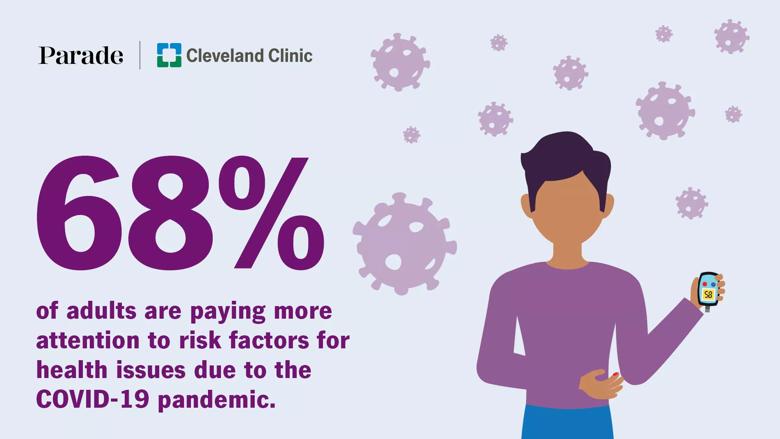 Parade | Cleveland Clinic
68%
of adults are paying more
attention to risk factors for
health issues due to the
COVID-19 pandemic.
58